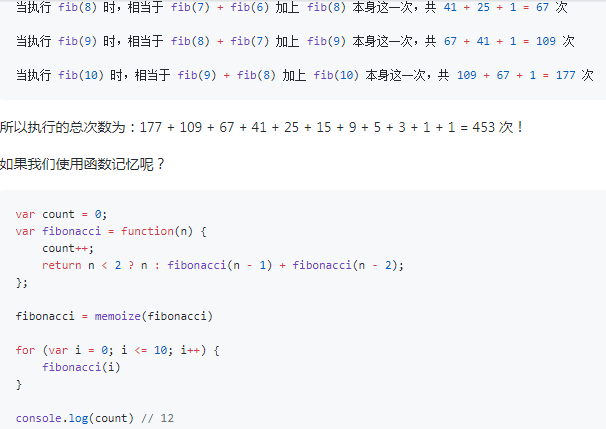 当执行 fib(8) 时，相当于 fib(7) + fib(6) 加上 fib(8) 本身这一次，共 41 + 25 + 1 = 67 次
当执行 fib(9) 时，相当于 fib(8) + fib(7) 加上 fib(9) 本身这一次，共 67 + 41 + 1 = 109 次
当执行 fib(10) 时，相当于 fib(9) + fib(8) 加上 fib(10) 本身这一次，共 109 + 67 + 1 = 177 次
所以执行的总次数为：177 + 109 + 67 + 41 + 25 + 15 + 9 + 5 + 3 + 1 + 1 = 453 次！
如果我们使用函数记忆呢？
var count = 0;
var fibonacci = function(n) {
    count++;
    return n < 2 ? n : fibonacci(n - 1) + fibonacci(n - 2);
};
fibonacci = memoize(fibonacci)
for (var i = 0; i <= 10; i++) {
    fibonacci(i)
}
console.log(count) // 12